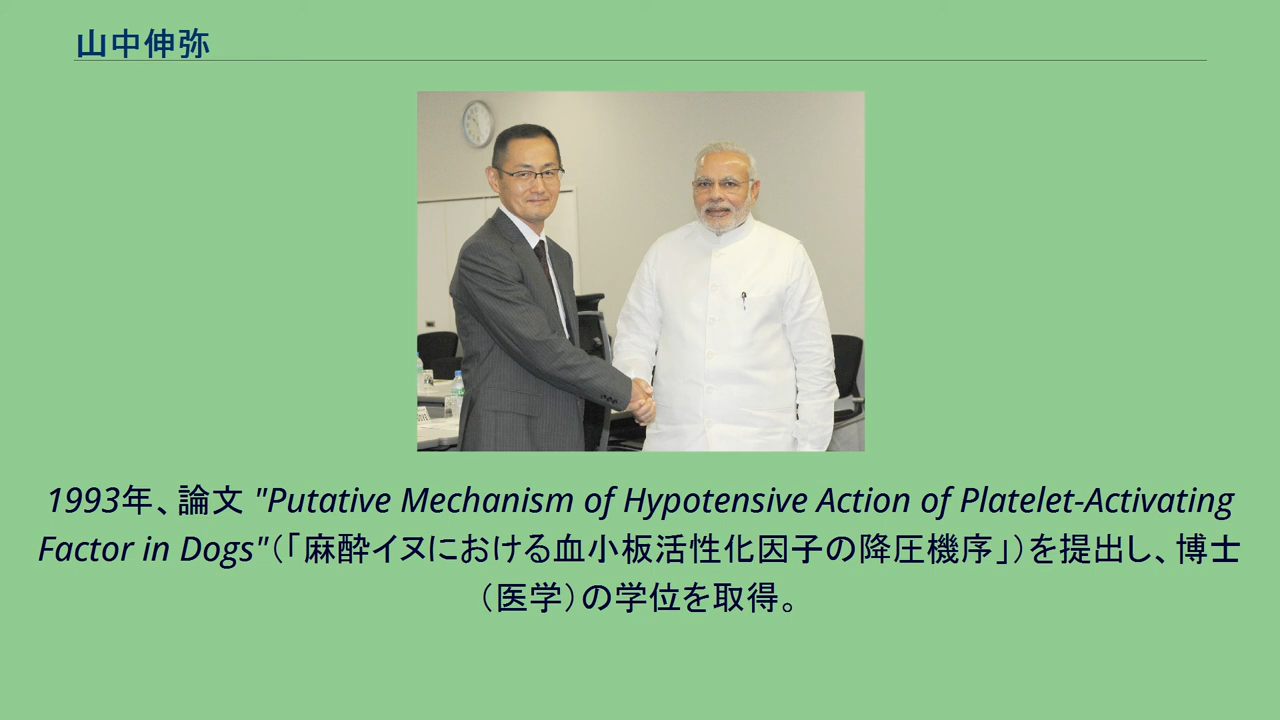 山中伸弥
1993年、論文 "Putative Mechanism of Hypotensive Action of Platelet-Activating
Factor in Dogs"（「麻酔イヌにおける血小板活性化因子の降圧機序」）を提出し、博士
（医学）の学位を取得。